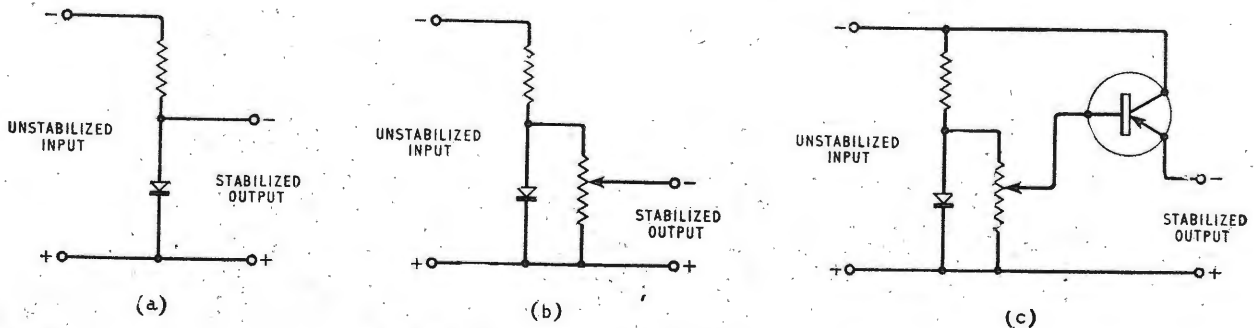 -
-
UNSTABILIZED
INPUT
STABILIZED
OUTPUT
+
+
(a)
-
UNSTABILIZED
INPUT
-
STABILIZED
OUTPUT
+
+
(b)
-
UNSTABILIZED
INPUT
-
STABILIZED
OUTPUT
+
+
(c)